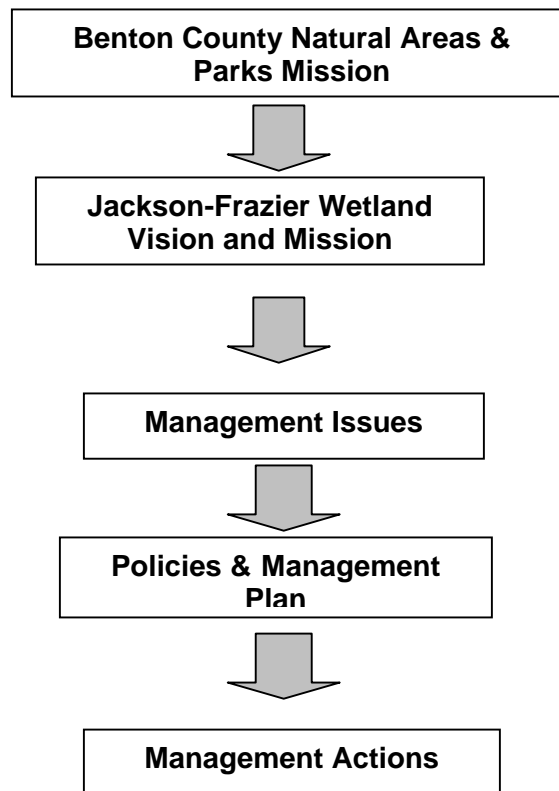 Benton County Natural Areas &
Parks Mission
Jackson-Frazier Wetland
Vision and Mission
Management Issues
Policies & Management
Plan
Management Actions